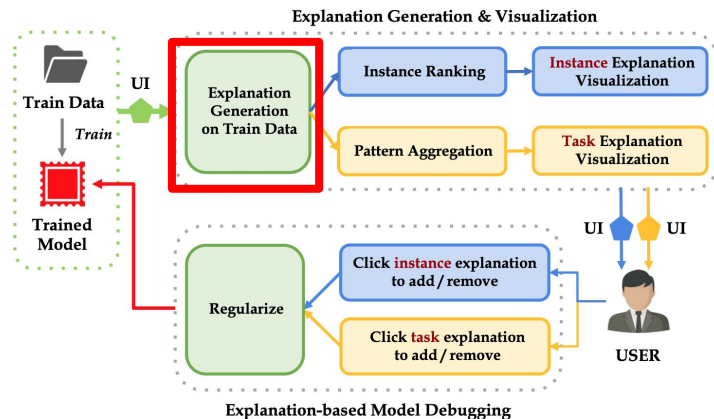 Explanation Generation & Visualization
Train Data
Train
Trained
Model
UI
Explanation
Generation
on Train Data
Instance Ranking
Instance Explanation
Visualization
Pattern Aggregation
Task Explanation
Visualization
UI
UI
USER
Click instance explanation
to add / remove
Click task explanation
to add / remove
Regularize
Explanation-based Model Debugging